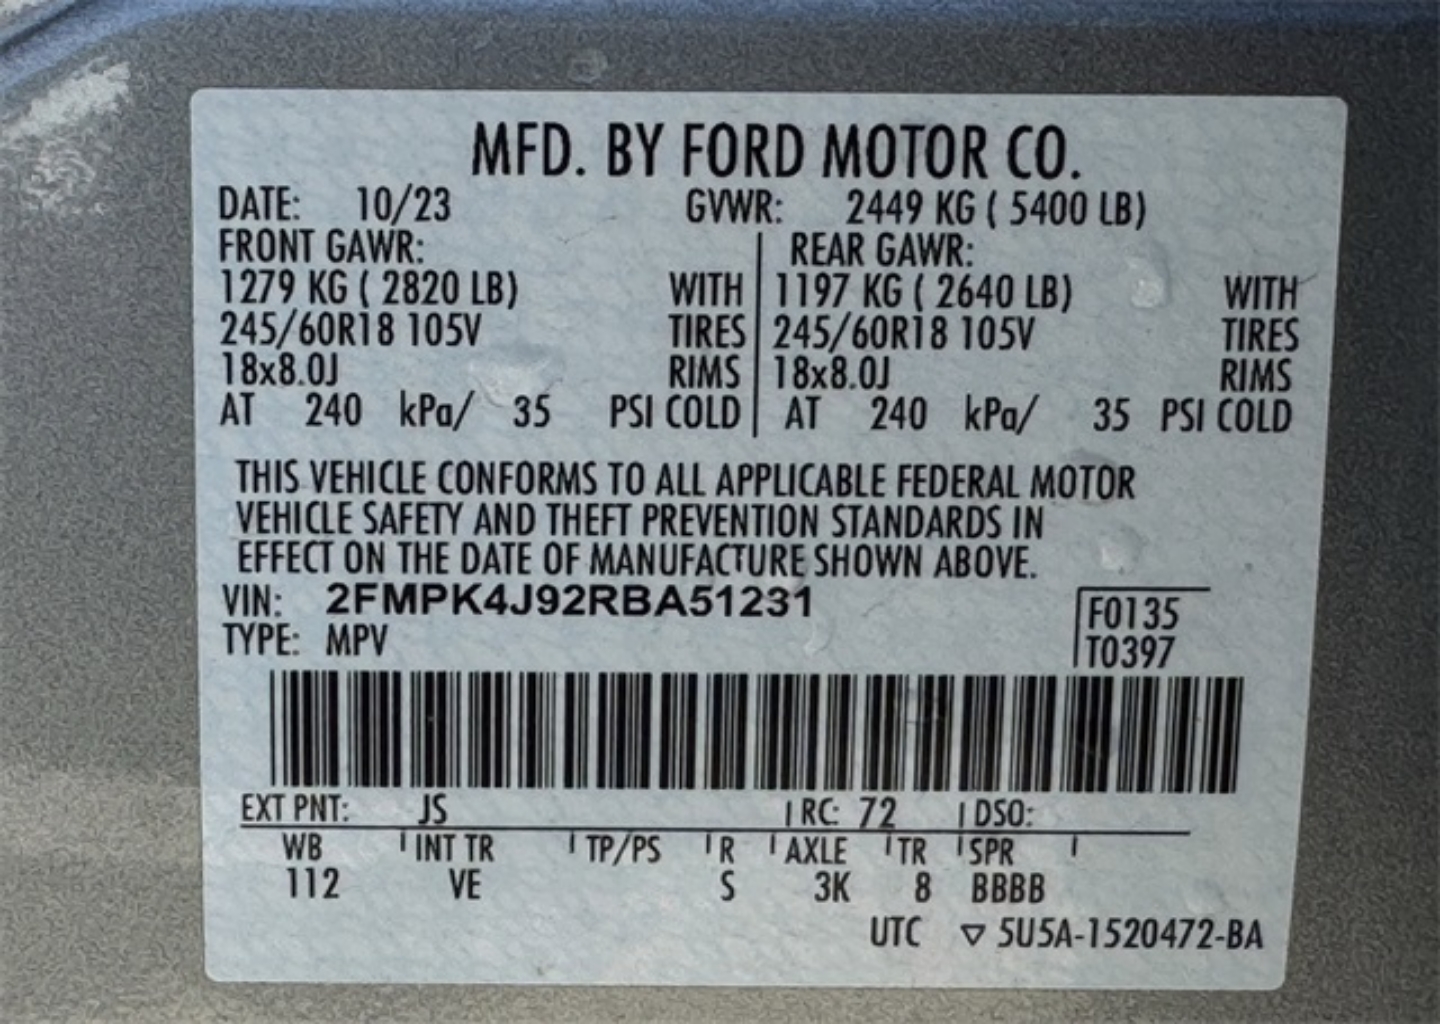 MFD. BY FORD MOTOR CO.
DATE: 10/23 GVWR: 2449 KG ( 5400 LB)
FRONT GAWR: REAR GAWR:
1279 KG ( 2820 LB) WITH 1197 KG ( 2640 LB) WITH
245/60R18 105V TIRES 245/60R18 105V TIRES
18x8.0J RIMS 18x8.0J RIMS
AT 240 kPa/ 35 PSI COLD AT 240 kPa/ 35 PSI COLD
THIS VEHICLE CONFORMS TO ALL APPLICABLE FEDERAL MOTOR
VEHICLE SAFETY AND THEFT PREVENTION STANDARDS IN
EFFECT ON THE DATE OF MANUFACTURE SHOWN ABOVE.
VIN: 2FMPK4J92RBA51231 F0135
TYPE: MPV T0397
EXT PNT: JS RC: 72 DSO:
WB INT TR TP/PS R AXLE TR SPR
112 VE S 3K 8 BBBB
UTC ▽ 5U5A-1520472-BA